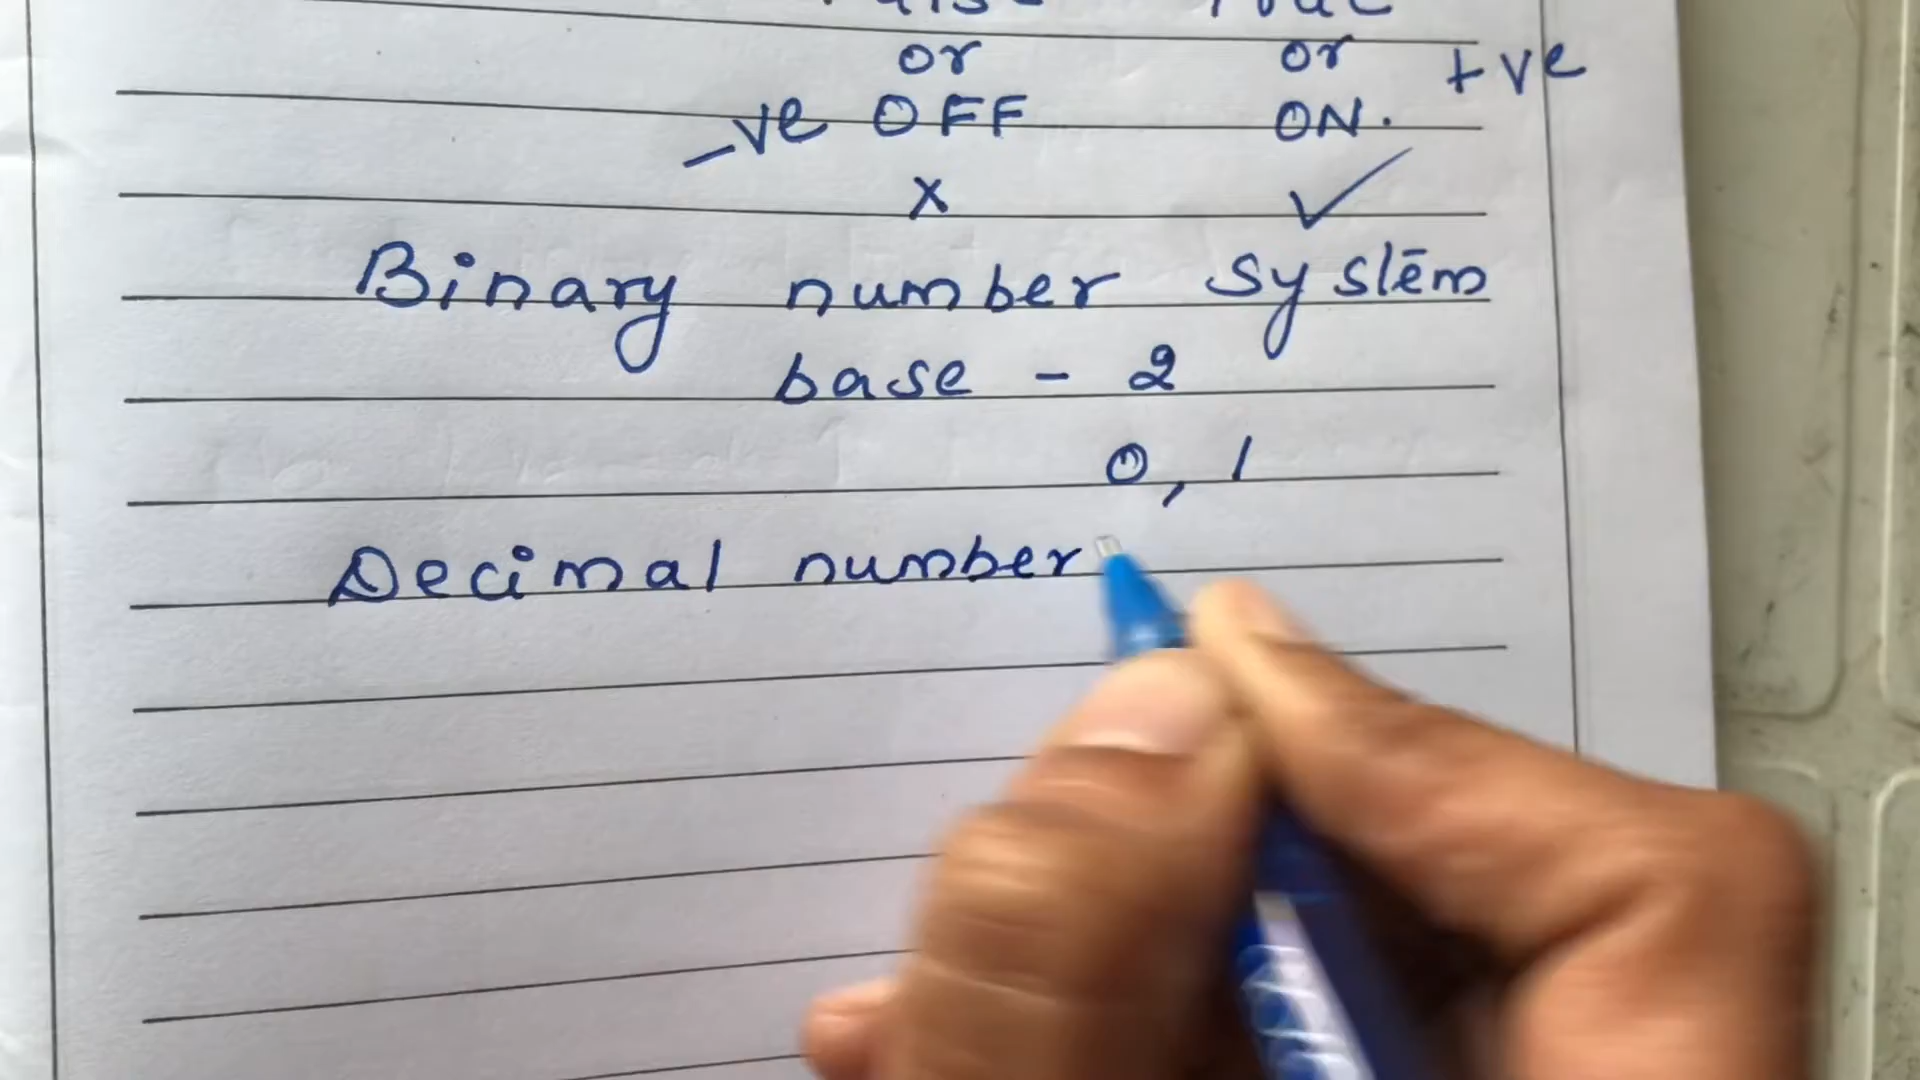 or or +ve
-ve OFF ON.
x ✓
Binary number system
base - 2
0, 1
Decimal number